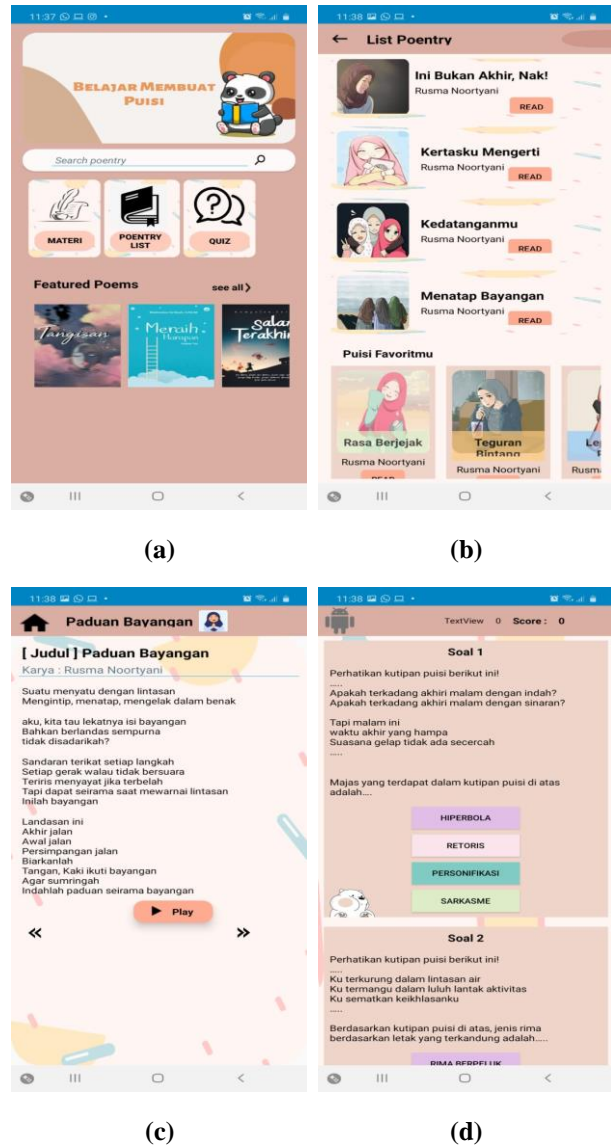 11:37
BELAJAR MEMBUAT
PUISI
Search poentry
MATERI
POENTRY
LIST
QUIZ
Featured Poems
see all
Tangisan
Meraih
Harapan
Salam
Terakhir
(a)
11:38
List Poentry
Ini Bukan Akhir, Nak!
Rusma Noortyani
READ
Kertasku Mengerti
Rusma Noortyani
READ
Kedatanganmu
Rusma Noortyani
READ
Menatap Bayangan
Rusma Noortyani
READ
Puisi Favoritmu
Rasa Berjejak
Rusma Noortyani
READ
Teguran
Bintang
Rusma Noortyani
Rusm
(b)
11:38
Paduan Bayangan
[ Judul ] Paduan Bayangan
Karya : Rusma Noortyani
Suatu menyatu dengan lintasan
Mengintip, menatap, mengelak dalam benak
aku, kita tau lekatnya isi bayangan
Bahkan berlandas sempurna
tidak disadarikah?
Sandaran terikat setiap langkah
Setiap gerak walau tidak bersuara
Teriris menyayat jika terbelah
Tapi dapat seirama saat mewarnai lintasan
Inilah bayangan
Landasan ini
Akhir jalan
Awal jalan
Persimpangan jalan
Biarkanlah
Tangan, Kaki ikuti bayangan
Agar sumringah
Indahlah paduan seirama bayangan
Play
(c)
11:38
TextView 0 Score : 0
Soal 1
Perhatikan kutipan puisi berikut ini!
.....
Apakah terkadang akhiri malam dengan indah?
Apakah terkadang akhiri malam dengan sinaran?
Tapi malam ini
waktu akhir yang hampa
Suasana gelap tidak ada secercah
.....
Majas yang terdapat dalam kutipan puisi di atas
adalah....
HIPERBOLA
RETORIS
PERSONIFIKASI
SARKASME
Soal 2
Perhatikan kutipan puisi berikut ini!
.....
Ku terkurung dalam lintasan air
Ku termangu dalam luluh lantak aktivitas
Ku sematkan keikhlasanku
.....
Berdasarkan kutipan puisi di atas, jenis rima
berdasarkan letak yang terkandung adalah.....
RIMA BERPELUK
(d)